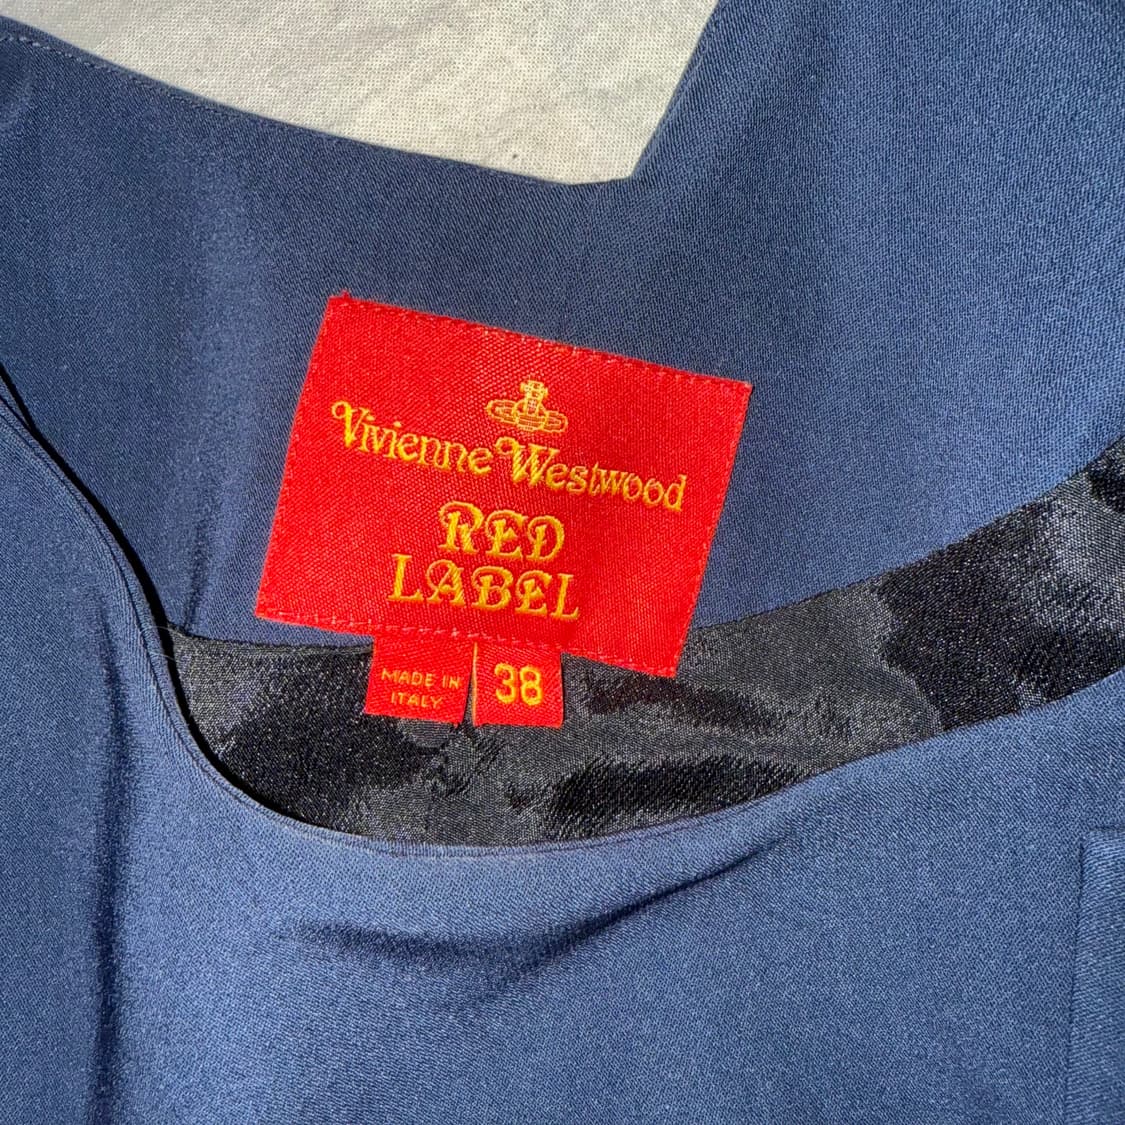 Vivienne Westwood
RED
LABEL
MADE IN
ITALY
38